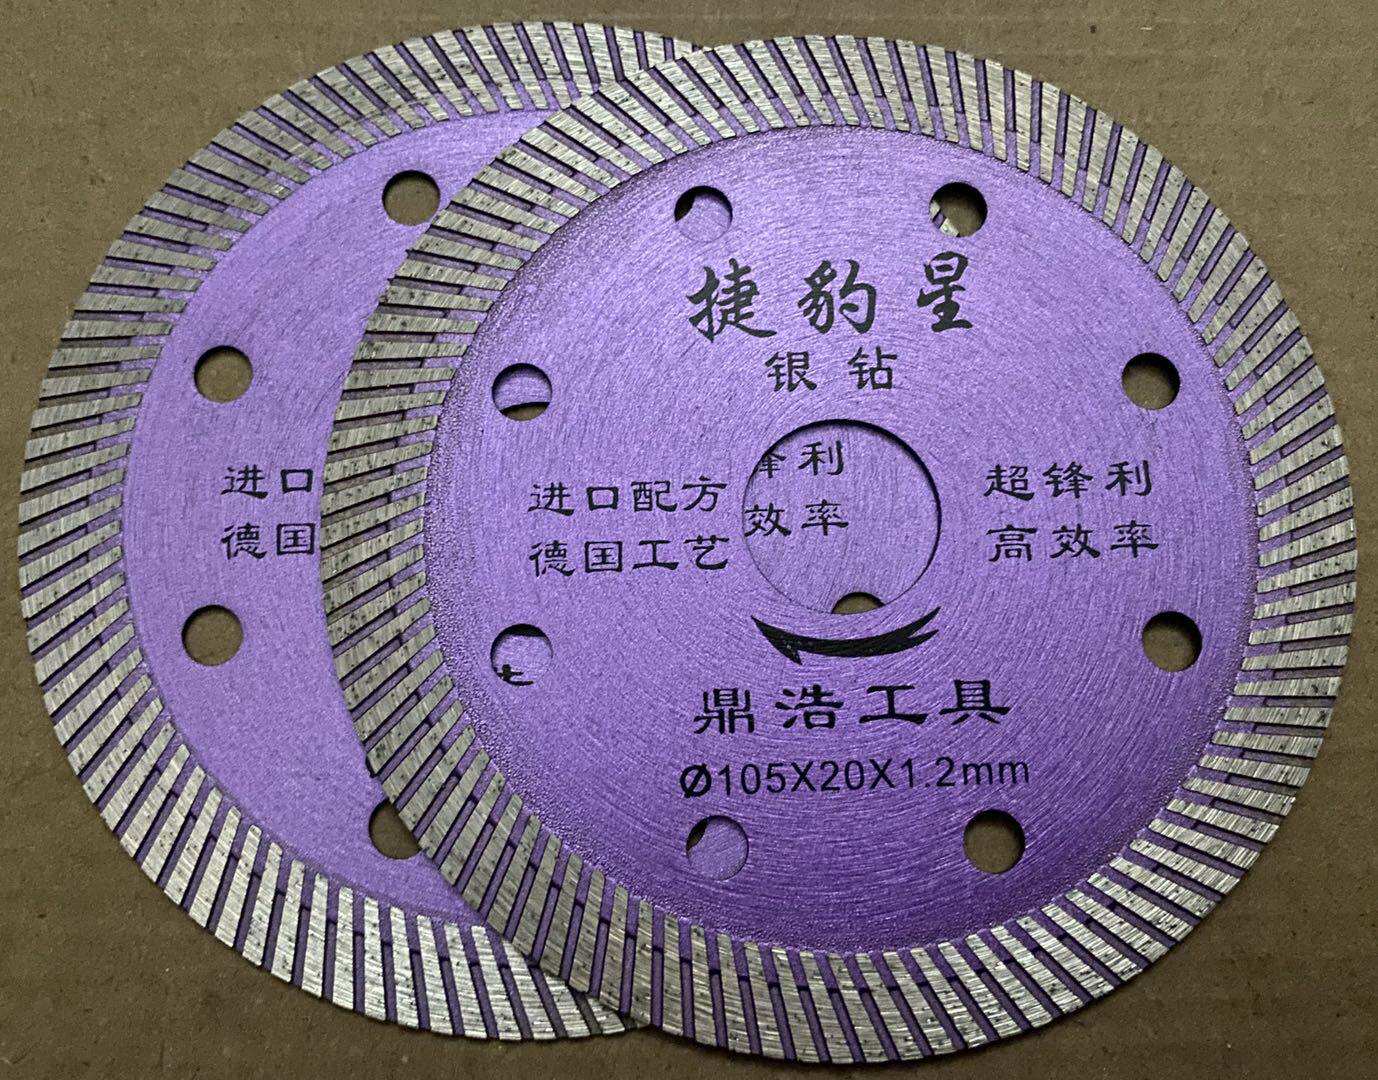 捷豹星
银钻
进口配方
德国工艺
超锋利
高效率
鼎浩工具
Ø105X20X1.2mm
进口
德国
锋利
效率